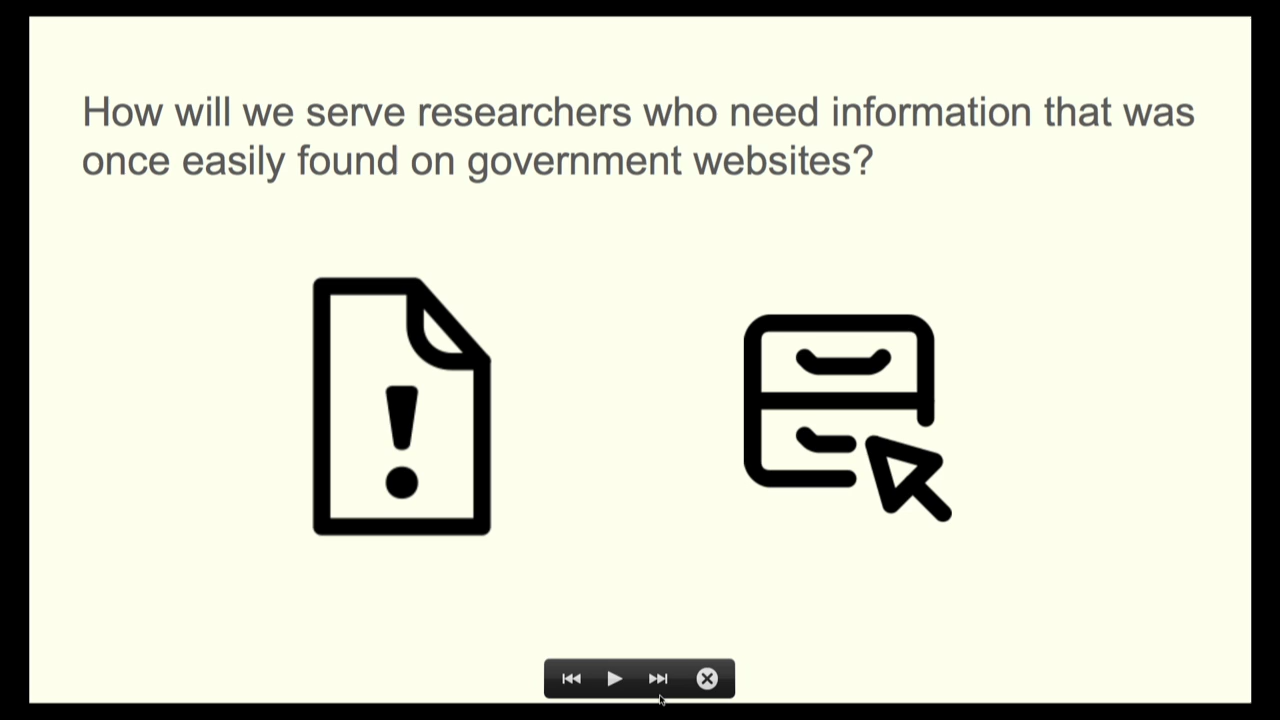 How will we serve researchers who need information that was
once easily found on government websites?